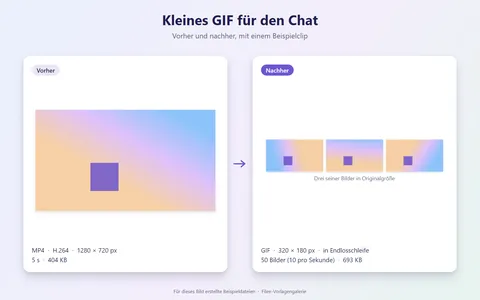 Kleines GIF für den Chat
Vorher und nachher, mit einem Beispielclip
Vorher
MP4 · H.264 · 1280 × 720 px
5 s · 404 KB
Nachher
Drei seiner Bilder in Originalgröße
GIF · 320 × 180 px · in Endlosschleife
50 Bilder (10 pro Sekunde) · 693 KB
Für dieses Bild erstellte Beispieldateien · Fliee-Vorlagengalerie